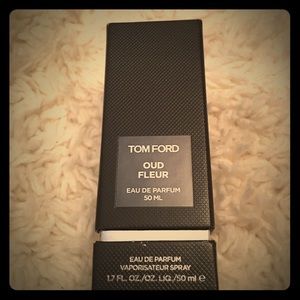 TOM FORD
OUD
FLEUR
EAU DE PARFUM
50 ML
EAU DE PARFUM
VAPORISATEUR SPRAY
1.7 FL. OZ./OZ. LIQ./50 ml ℮